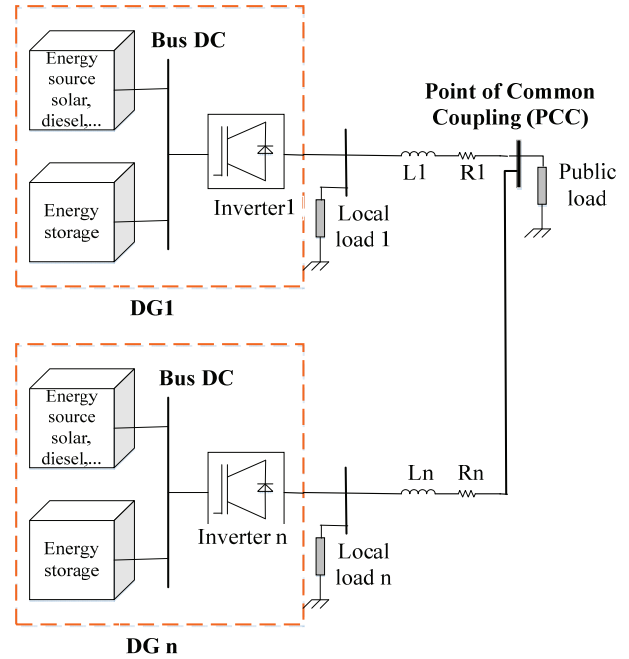 Bus DC
Energy
source
solar,
diesel,...
Energy
storage
Inverter1
Local
load 1
L1
R1
Point of Common
Coupling (PCC)
Public
load
DG1
Bus DC
Energy
source
solar,
diesel,...
Energy
storage
Inverter n
Local
load n
Ln
Rn
DG n